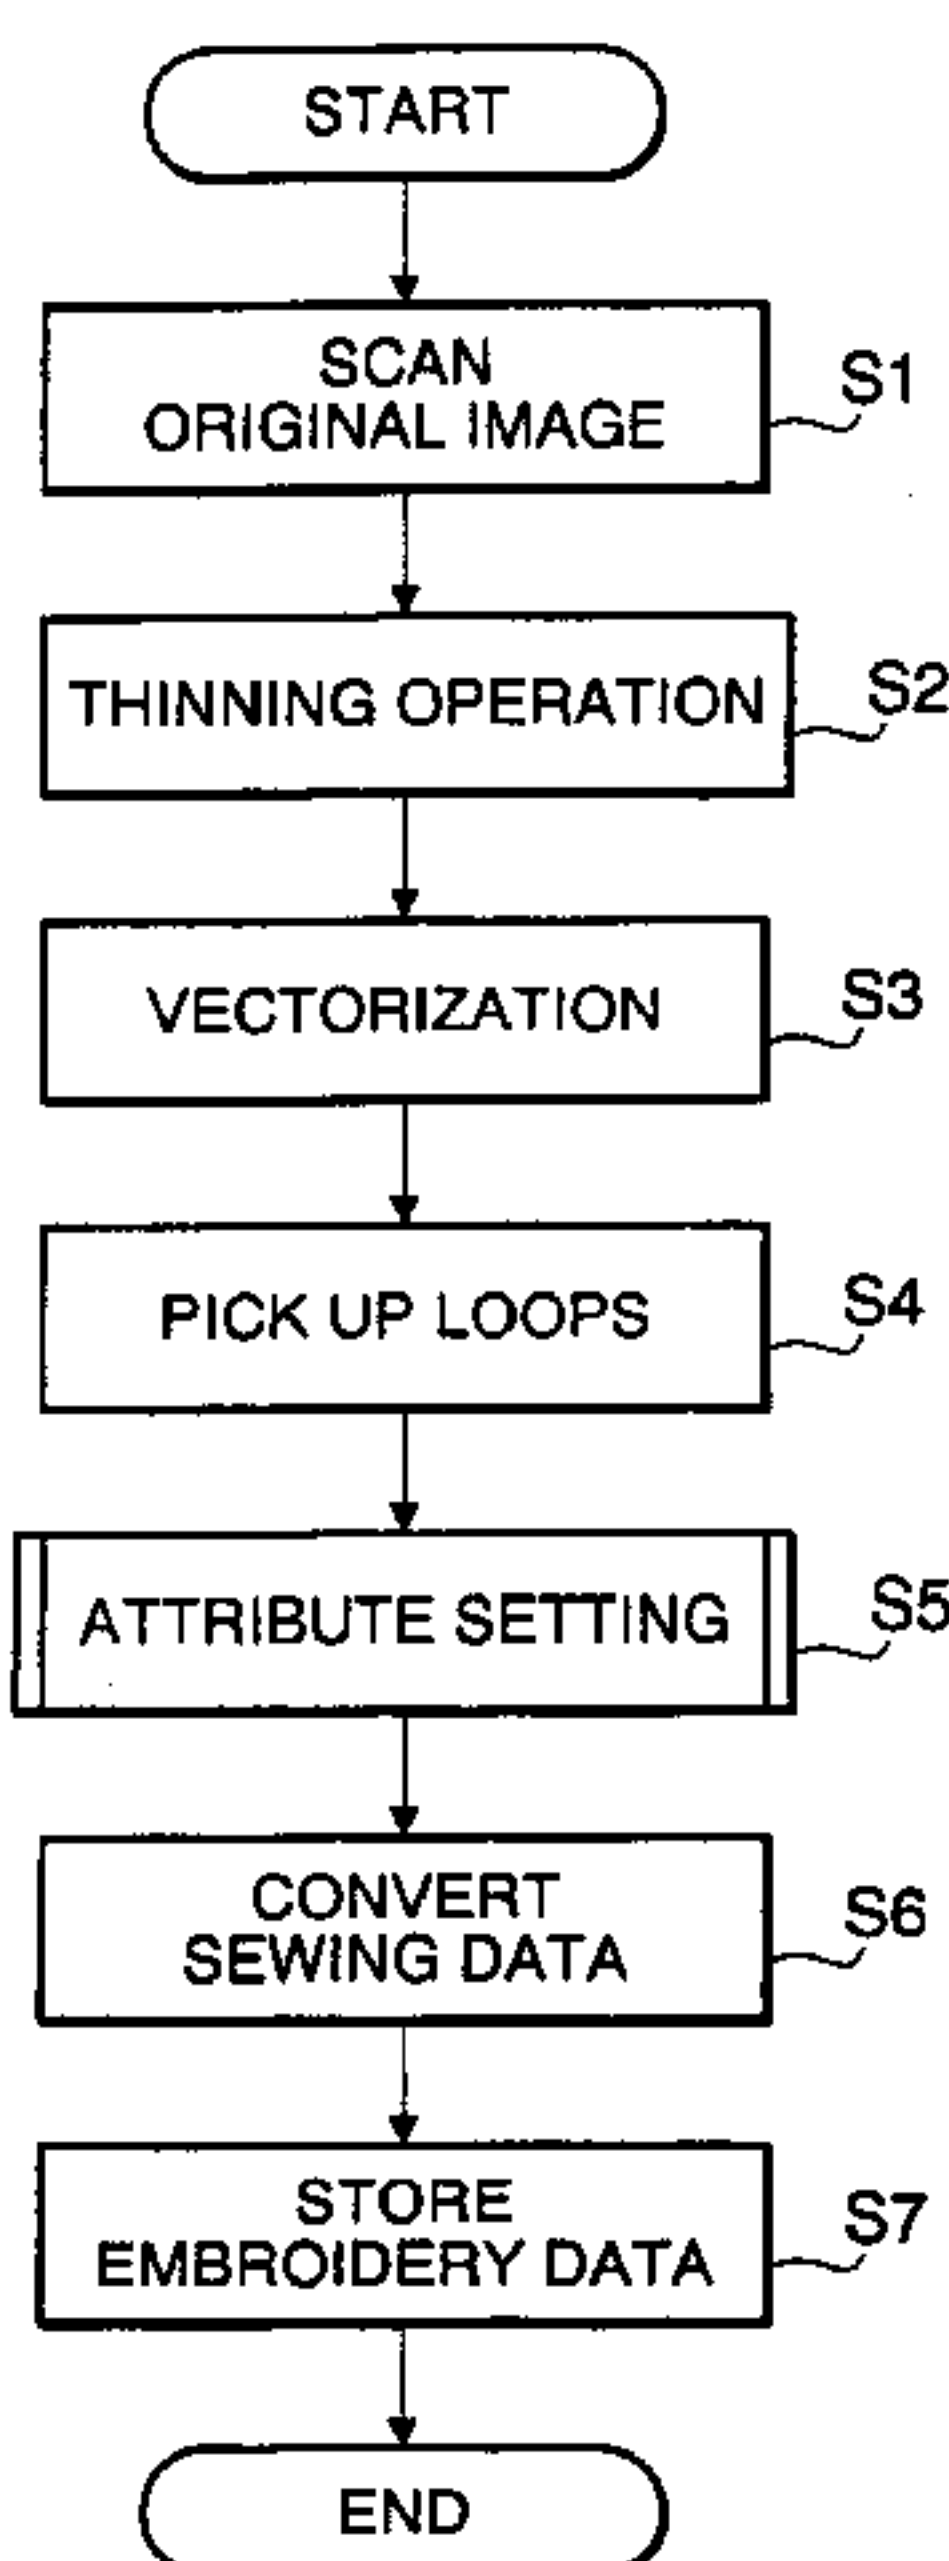 START
SCAN
ORIGINAL IMAGE
S1
THINNING OPERATION
S2
VECTORIZATION
S3
PICK UP LOOPS
S4
ATTRIBUTE SETTING
S5
CONVERT
SEWING DATA
S6
STORE
EMBROIDERY DATA
S7
END